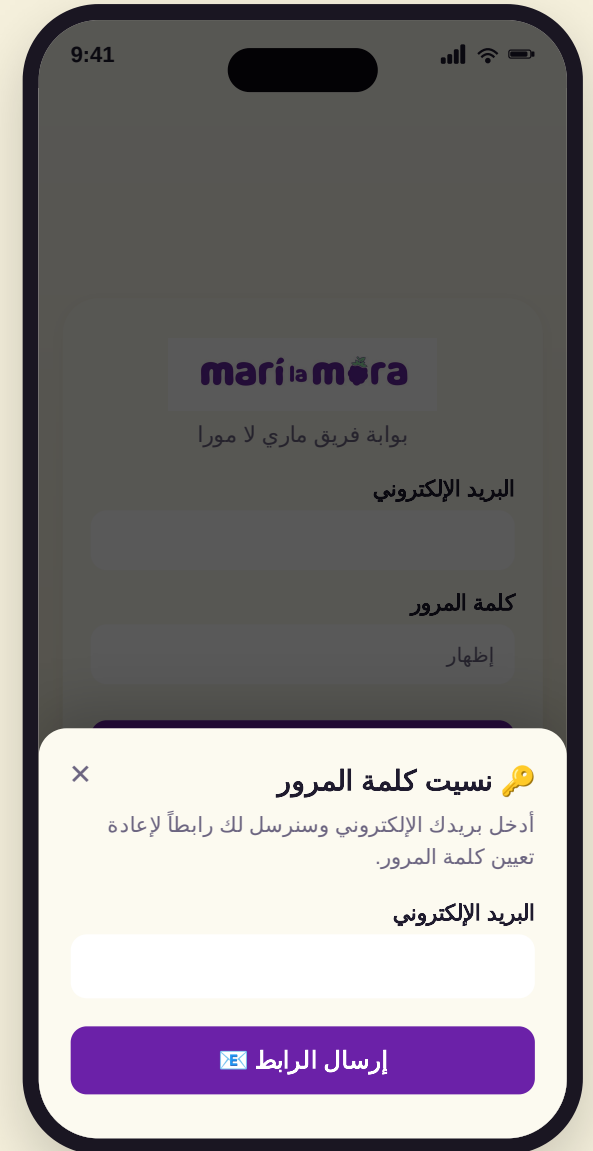 9:41
marí la mora
بوابة فريق ماري لا مورا
البريد الإلكتروني
كلمة المرور
إظهار
🔑 نسيت كلمة المرور
✕
أدخل بريدك الإلكتروني وسنرسل لك رابطاً لإعادة
تعيين كلمة المرور.
البريد الإلكتروني
إرسال الرابط 📧